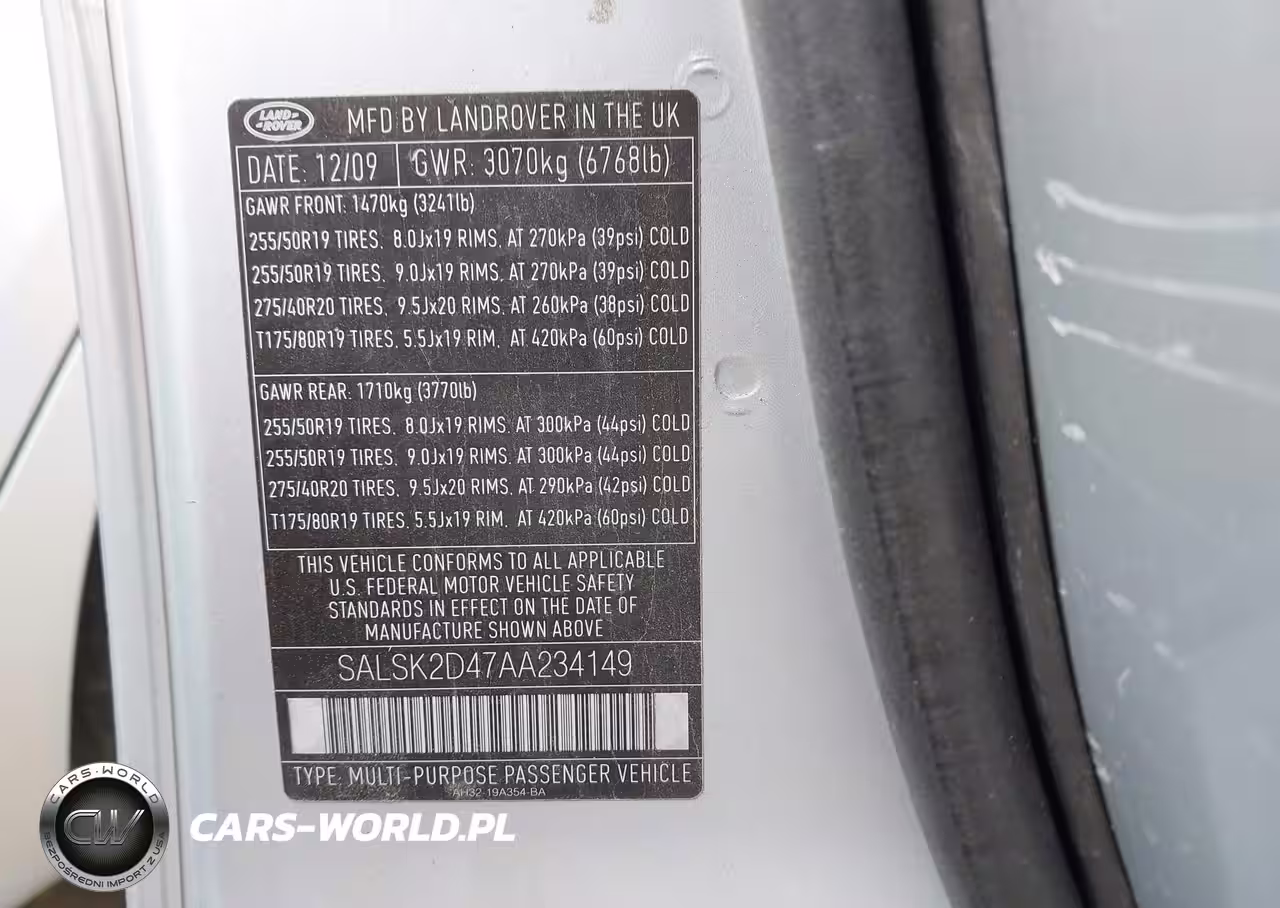 LAND-
-ROVER
MFD BY LANDROVER IN THE UK
DATE: 12/09 GWR: 3070kg (6768lb)
GAWR FRONT: 1470kg (3241lb)
255/50R19 TIRES, 8.0Jx19 RIMS, AT 270kPa (39psi) COLD
255/50R19 TIRES, 9.0Jx19 RIMS, AT 270kPa (39psi) COLD
275/40R20 TIRES, 9.5Jx20 RIMS, AT 260kPa (38psi) COLD
T175/80R19 TIRES, 5.5Jx19 RIM, AT 420kPa (60psi) COLD
GAWR REAR: 1710kg (3770lb)
255/50R19 TIRES, 8.0Jx19 RIMS, AT 300kPa (44psi) COLD
255/50R19 TIRES, 9.0Jx19 RIMS, AT 300kPa (44psi) COLD
275/40R20 TIRES, 9.5Jx20 RIMS, AT 290kPa (42psi) COLD
T175/80R19 TIRES, 5.5Jx19 RIM, AT 420kPa (60psi) COLD
THIS VEHICLE CONFORMS TO ALL APPLICABLE
U.S. FEDERAL MOTOR VEHICLE SAFETY
STANDARDS IN EFFECT ON THE DATE OF
MANUFACTURE SHOWN ABOVE
SALSK2D47AA234149
TYPE: MULTI-PURPOSE PASSENGER VEHICLE
AH32-19A354-BA
CARS-WORLD
CW
BEZPOŚREDNI IMPORT Z USA
CARS-WORLD.PL